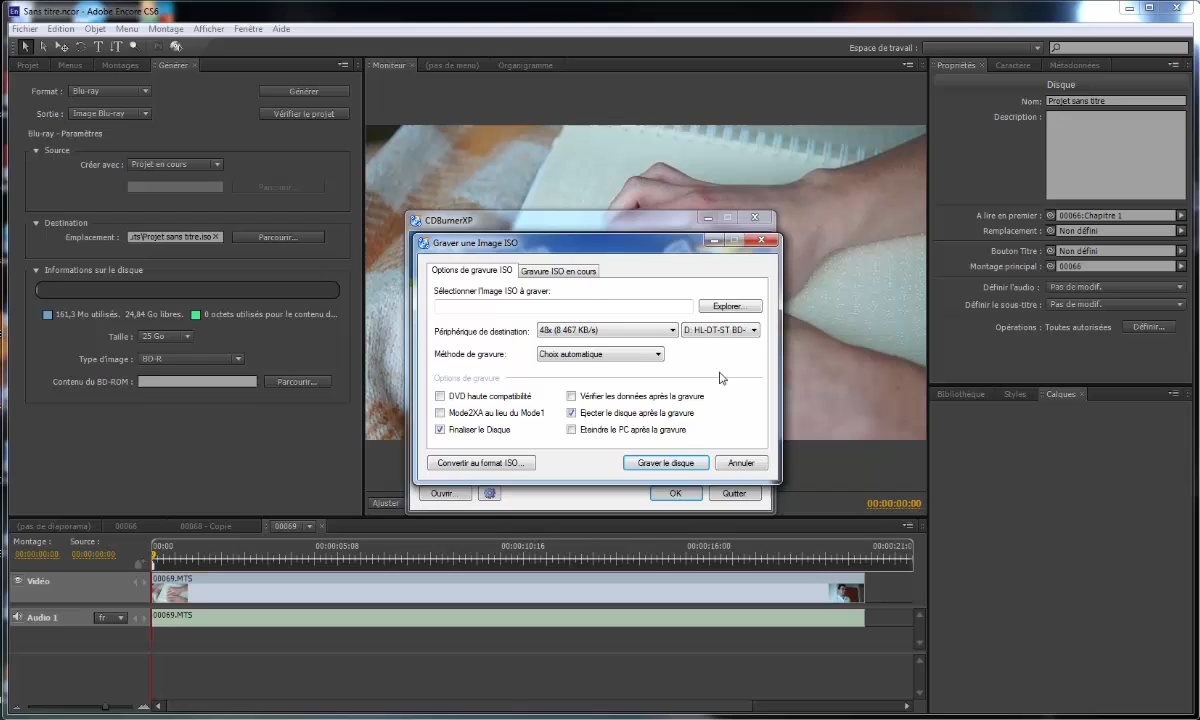 Sans titre.ncor - Adobe Encore CS6
Fichier Edition Objet Menu Montage Afficher Fenêtre Aide
Espace de travail :
Projet Menus Montages Générer
Moniteur (pas de menu) Organigramme
Propriétés Caractère Métadonnées
Format : Blu-ray Générer
Sortie : Image Blu-ray Vérifier le projet
Blu-ray - Paramètres
Source
Créer avec : Projet en cours
Parcourir...
Destination
Emplacement : .ts\Projet sans titre.iso Parcourir...
Informations sur le disque
161,3 Mo utilisés. 24,84 Go libres. 0 octets utilisés pour le contenu d...
Taille : 25 Go
Type d'image : BD-R
Contenu du BD-ROM : Parcourir...
CDBurnerXP
Graver une Image ISO
Options de gravure ISO Gravure ISO en cours
Sélectionner l'Image ISO à graver:
Explorer...
Périphérique de destination: 48x (8 467 KB/s) D: HL-DT-ST BD-
Méthode de gravure: Choix automatique
Options de gravure
DVD haute compatibilité Vérifier les données après la gravure
Mode2XA au lieu du Mode1 Ejecter le disque après la gravure
Finaliser le Disque Eteindre le PC après la gravure
Convertir au format ISO... Graver le disque Annuler
Ouvrir... OK Quitter
Ajuster 00:00:00:00
Disque
Nom: Projet sans titre
Description :
A lire en premier : 00066:Chapitre 1
Remplacement : Non défini
Bouton Titre : Non défini
Montage principal : 00066
Définir l'audio : Pas de modif.
Définir le sous-titre : Pas de modif.
Opérations : Toutes autorisées Définir...
Bibliothèque Styles Calques
(pas de diaporama) 00066 00068 - Copie 00069
Montage : Source :
00:00:00:00 00:00:00:00
00:00 00:00:05:08 00:00:10:16 00:00:16:00 00:00:21:0
Vidéo 00069.MTS
Audio 1 fr 00069.MTS